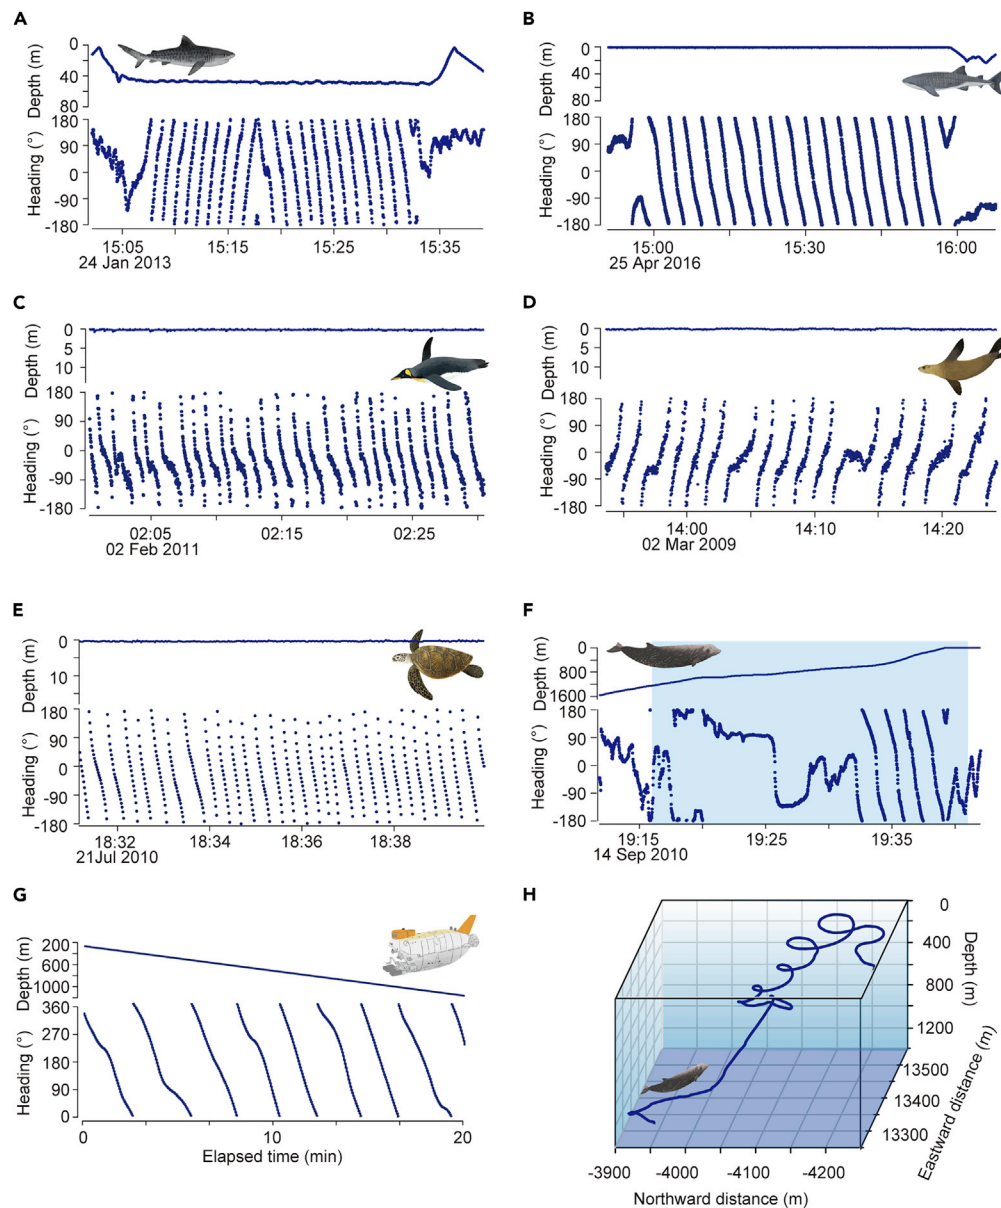 A
Depth (m)
0
40
80
Heading (°)
180
90
0
-90
-180
15:05
15:15
15:25
15:35
24 Jan 2013
B
Depth (m)
0
40
80
Heading (°)
180
90
0
-90
-180
15:00
15:30
16:00
25 Apr 2016
C
Depth (m)
0
5
10
Heading (°)
180
90
0
-90
-180
02:05
02:15
02:25
02 Feb 2011
D
Depth (m)
0
5
10
Heading (°)
180
90
0
-90
-180
14:00
14:10
14:20
02 Mar 2009
E
Depth (m)
0
10
Heading (°)
180
90
0
-90
-180
18:32
18:34
18:36
18:38
21Jul 2010
F
Depth (m)
0
800
1600
Heading (°)
180
90
0
-90
-180
19:15
19:25
19:35
14 Sep 2010
G
Depth (m)
200
600
1000
Heading (°)
360
270
180
90
0
0
10
20
Elapsed time (min)
H
0
400
800
1200
Depth (m)
13500
13400
13300
Eastward distance (m)
-3900
-4000
-4100
-4200
Northward distance (m)